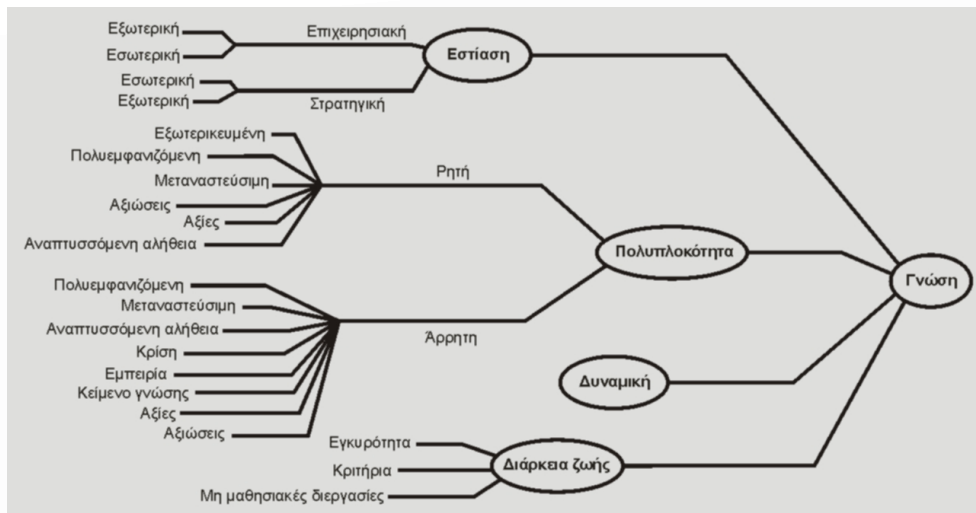 Εξωτερική
Επιχειρησιακή
Εσωτερική
Εστίαση
Εσωτερική
Εξωτερική
Στρατηγική
Εξωτερικευμένη
Πολυεμφανιζόμενη
Μεταναστεύσιμη
Ρητή
Αξιώσεις
Αξίες
Αναπτυσσόμενη αλήθεια
Πολυπλοκότητα
Γνώση
Πολυεμφανιζόμενη
Μεταναστεύσιμη
Αναπτυσσόμενη αλήθεια
Άρρητη
Κρίση
Εμπειρία
Δυναμική
Κείμενο γνώσης
Αξίες
Αξιώσεις
Εγκυρότητα
Διάρκεια ζωής
Κριτήρια
Μη μαθησιακές διεργασίες